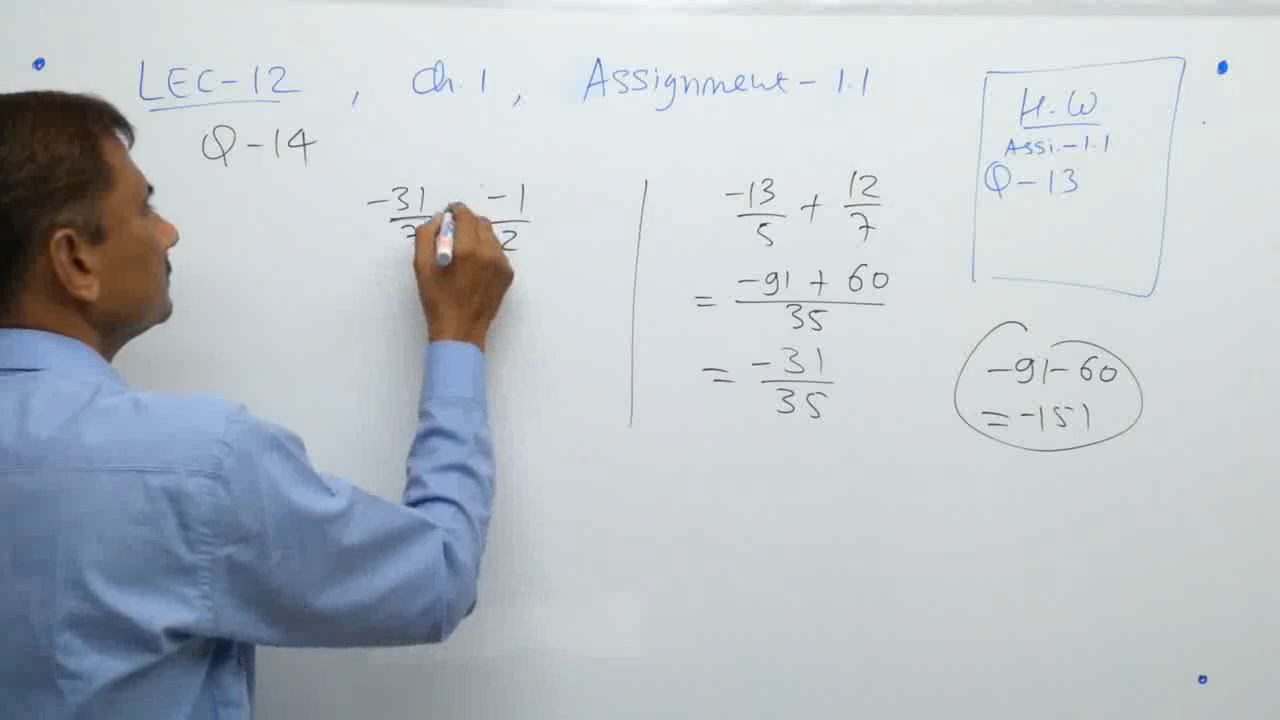 LEC-12 , Ch.1 , Assignment-1.1
Q-14
-31 -1
2
-13/5 + 12/7
= -91 + 60 / 35
= -31/35
H.W
Assi.-1.1
Q-13
-91-60
= -151